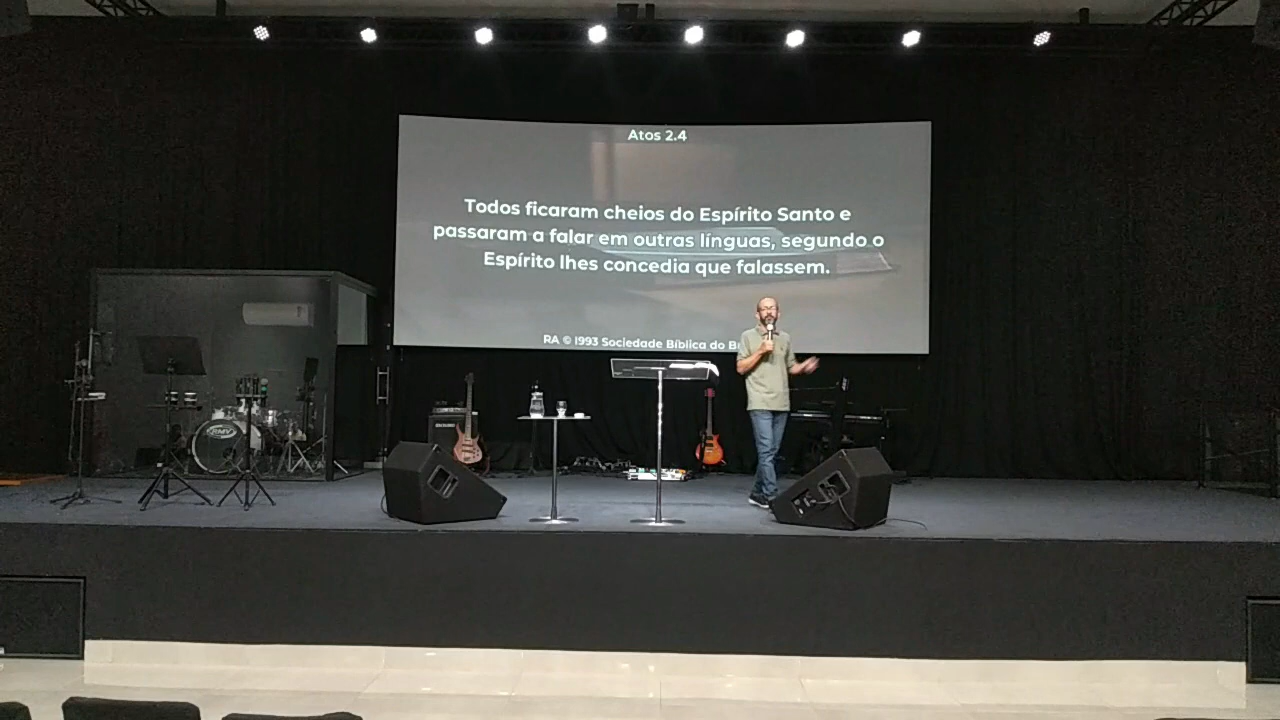 Atos 2.4
Todos ficaram cheios do Espírito Santo e
passaram a falar em outras línguas, segundo o
Espírito lhes concedia que falassem.
RA © 1993 Sociedade Bíblica do
RMV